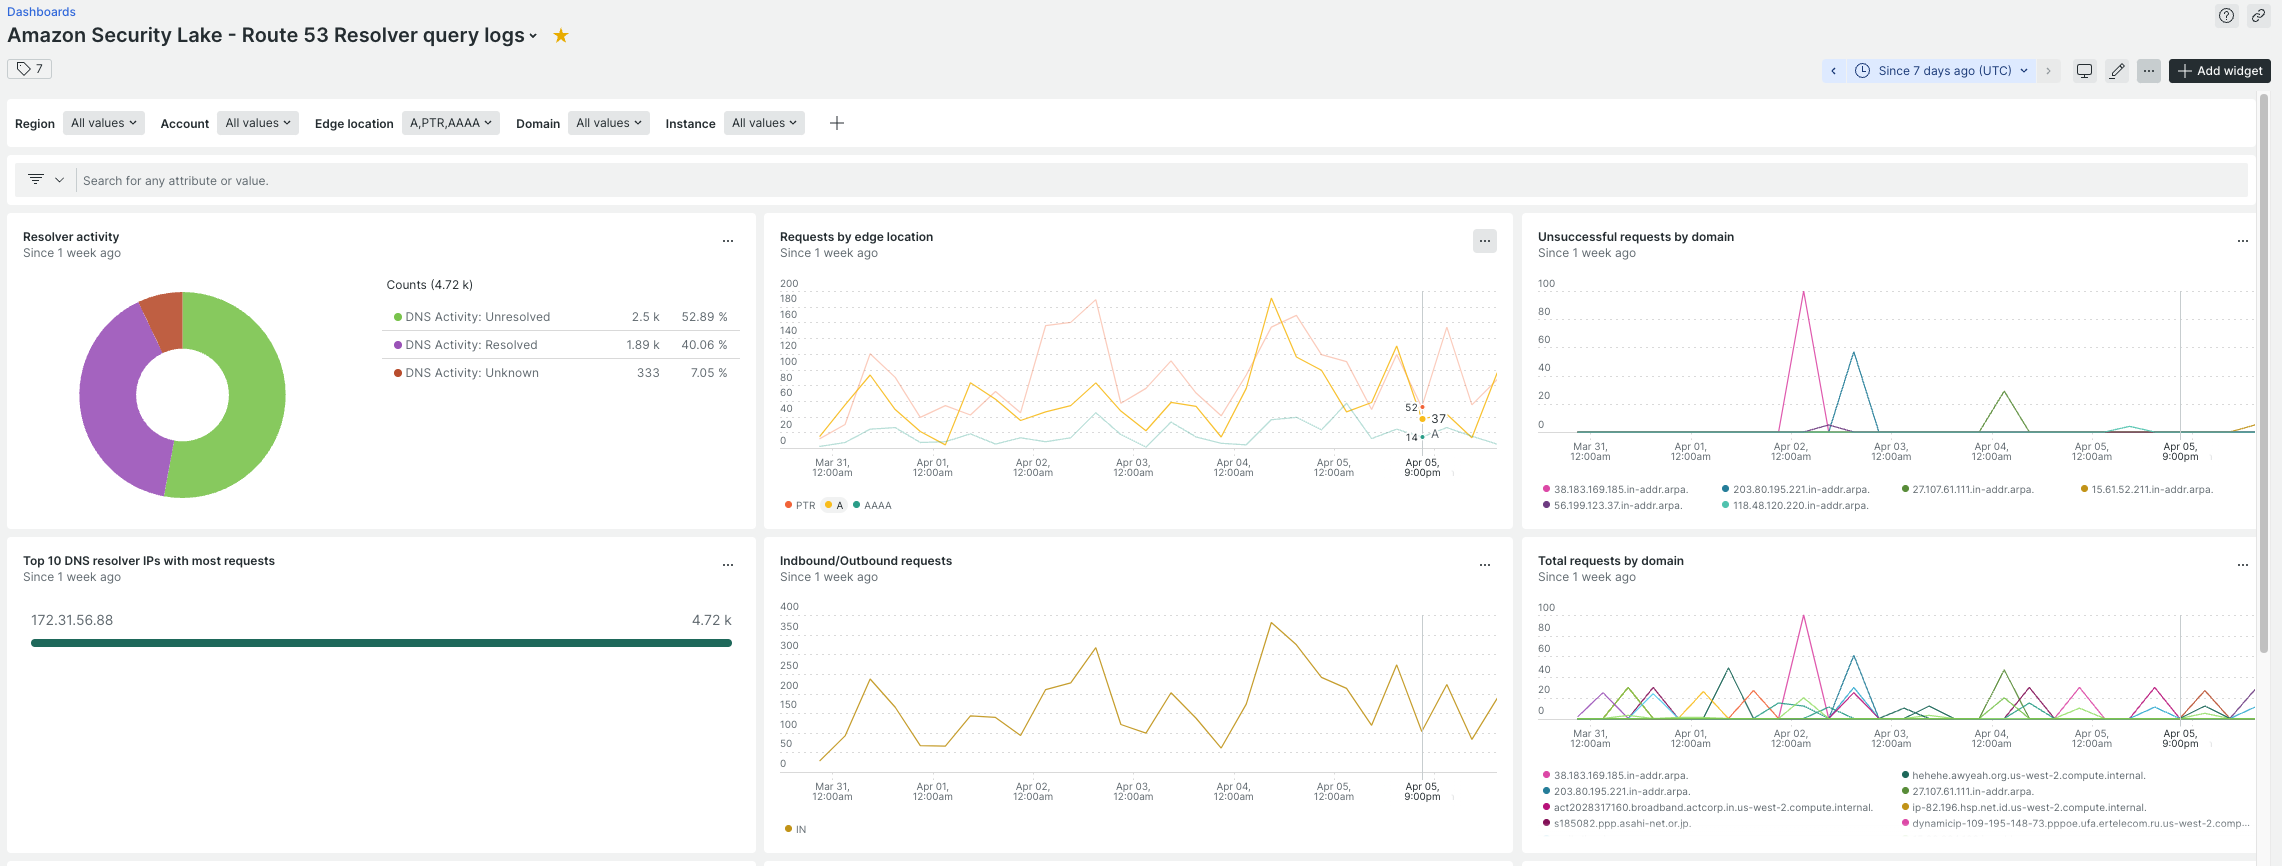 Dashboards
Amazon Security Lake - Route 53 Resolver query logs
7
Since 7 days ago (UTC)
Add widget
Region All values Account All values Edge location A,PTR,AAAA Domain All values Instance All values
Search for any attribute or value.
Resolver activity
Since 1 week ago
Counts (4.72 k)
DNS Activity: Unresolved 2.5 k 52.89 %
DNS Activity: Resolved 1.89 k 40.06 %
DNS Activity: Unknown 333 7.05 %
Requests by edge location
Since 1 week ago
200
180
160
140
120
100
80
60
40
20
0
52
37
14 A
Mar 31, Apr 01, Apr 02, Apr 03, Apr 04, Apr 05, Apr 05,
12:00am 12:00am 12:00am 12:00am 12:00am 12:00am 9:00pm
PTR A AAAA
Unsuccessful requests by domain
Since 1 week ago
100
80
60
40
20
0
Mar 31, Apr 01, Apr 02, Apr 03, Apr 04, Apr 05, Apr 05,
12:00am 12:00am 12:00am 12:00am 12:00am 12:00am 9:00pm
38.183.169.185.in-addr.arpa. 203.80.195.221.in-addr.arpa. 27.107.61.111.in-addr.arpa. 15.61.52.211.in-addr.arpa.
56.199.123.37.in-addr.arpa. 118.48.120.220.in-addr.arpa.
Top 10 DNS resolver IPs with most requests
Since 1 week ago
172.31.56.88 4.72 k
Indbound/Outbound requests
Since 1 week ago
400
350
300
250
200
150
100
50
0
Mar 31, Apr 01, Apr 02, Apr 03, Apr 04, Apr 05, Apr 05,
12:00am 12:00am 12:00am 12:00am 12:00am 12:00am 9:00pm
IN
Total requests by domain
Since 1 week ago
100
80
60
40
20
0
Mar 31, Apr 01, Apr 02, Apr 03, Apr 04, Apr 05, Apr 05,
12:00am 12:00am 12:00am 12:00am 12:00am 12:00am 9:00pm
38.183.169.185.in-addr.arpa. hehehe.awyeah.org.us-west-2.compute.internal.
203.80.195.221.in-addr.arpa. 27.107.61.111.in-addr.arpa.
act2028317160.broadband.actcorp.in.us-west-2.compute.internal. ip-82.196.hsp.net.id.us-west-2.compute.internal.
s185082.ppp.asahi-net.or.jp. dynamicip-109-195-148-73.pppoe.ufa.ertelecom.ru.us-west-2.comp...